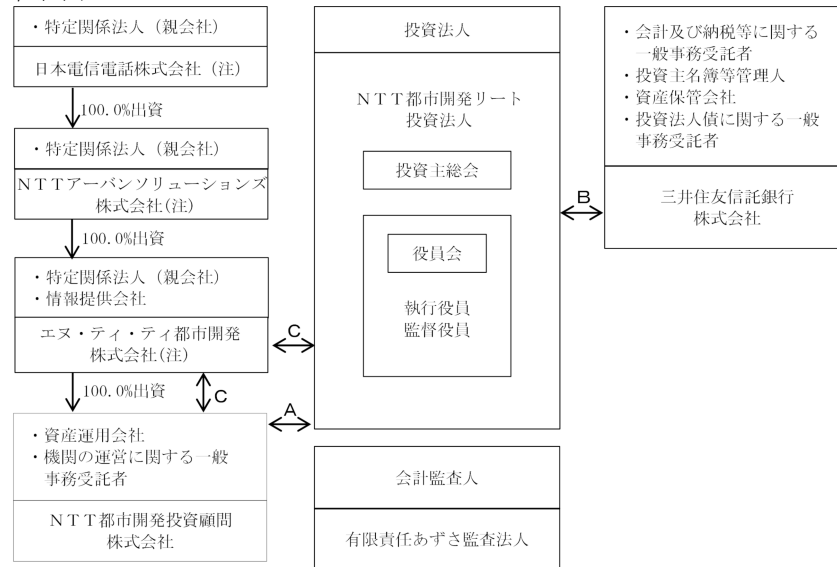 ・特定関係法人（親会社）
日本電信電話株式会社（注）
100.0%出資
・特定関係法人（親会社）
NTTアーバンソリューションズ
株式会社(注)
100.0%出資
・特定関係法人（親会社）
・情報提供会社
エヌ・ティ・ティ都市開発
株式会社(注)
100.0%出資
C
・資産運用会社
・機関の運営に関する一般
事務受託者
NTT都市開発投資顧問
株式会社
C
A
投資法人
NTT都市開発リート
投資法人
投資主総会
役員会
執行役員
監督役員
会計監査人
有限責任あずさ監査法人
B
・会計及び納税等に関する
一般事務受託者
・投資主名簿等管理人
・資産保管会社
・投資法人債に関する一般
事務受託者
三井住友信託銀行
株式会社